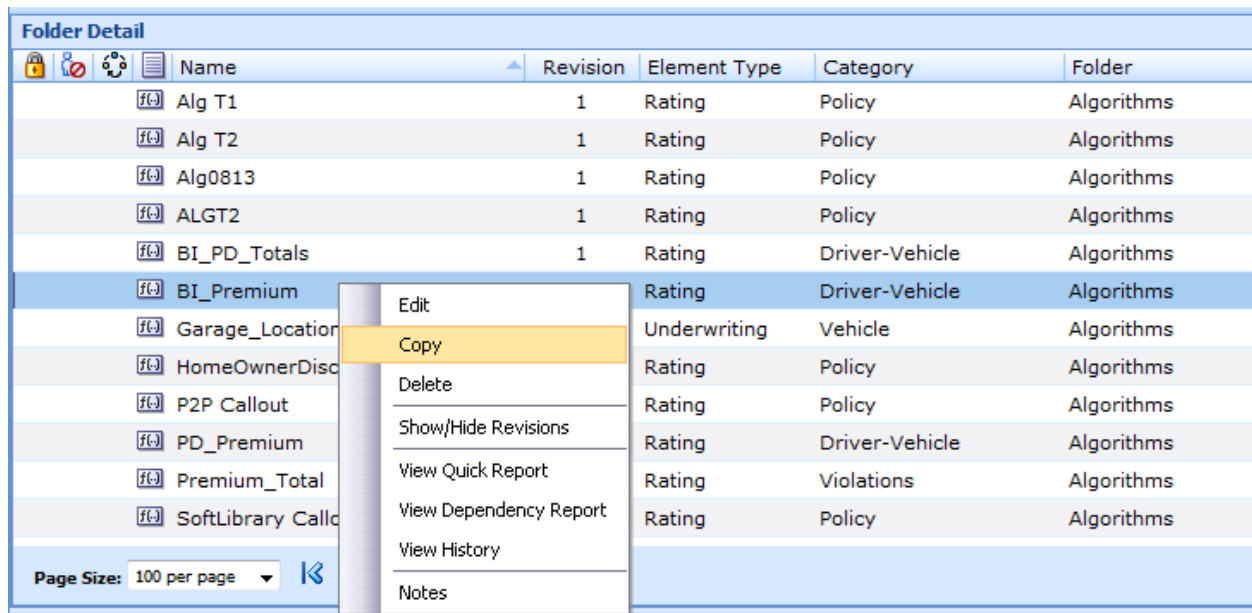 Folder Detail
Name Revision Element Type Category Folder
f(.) Alg T1 1 Rating Policy Algorithms
f(.) Alg T2 1 Rating Policy Algorithms
f(.) Alg0813 1 Rating Policy Algorithms
f(.) ALGT2 1 Rating Policy Algorithms
f(.) BI_PD_Totals 1 Rating Driver-Vehicle Algorithms
f(.) BI_Premium Rating Driver-Vehicle Algorithms
f(.) Garage_Location Underwriting Vehicle Algorithms
f(.) HomeOwnerDisc Rating Policy Algorithms
f(.) P2P Callout Rating Policy Algorithms
f(.) PD_Premium Rating Driver-Vehicle Algorithms
f(.) Premium_Total Rating Violations Algorithms
f(.) SoftLibrary Callo Rating Policy Algorithms
Edit
Copy
Delete
Show/Hide Revisions
View Quick Report
View Dependency Report
View History
Notes
Page Size: 100 per page